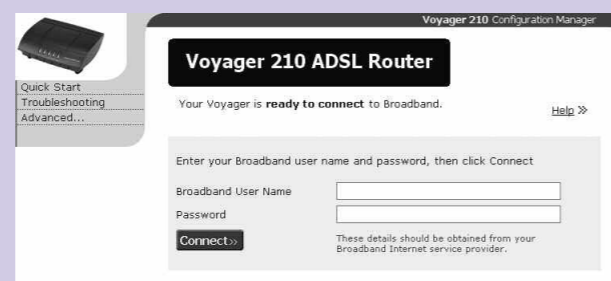 Voyager 210 Configuration Manager
Voyager 210 ADSL Router
Quick Start
Troubleshooting
Advanced...
Your Voyager is ready to connect to Broadband.
Help »
Enter your Broadband user name and password, then click Connect
Broadband User Name
Password
Connect»
These details should be obtained from your
Broadband Internet service provider.